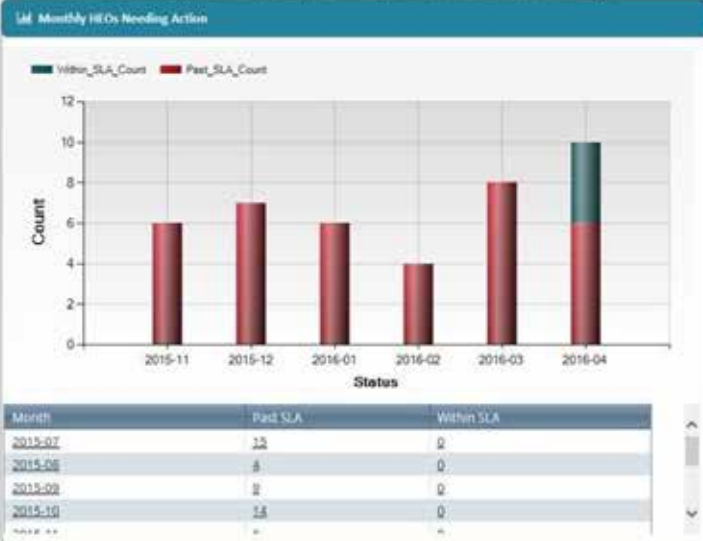 Monthly HEOs Needing Action
Within_SLA_Count Past_SLA_Count
12
10
8
6
4
2
0
Count
2015-11 2015-12 2016-01 2016-02 2016-03 2016-04
Status
Month Past SLA Within SLA
2015-07 15 0
2015-08 4 0
2015-09 0
2015-10 14 0